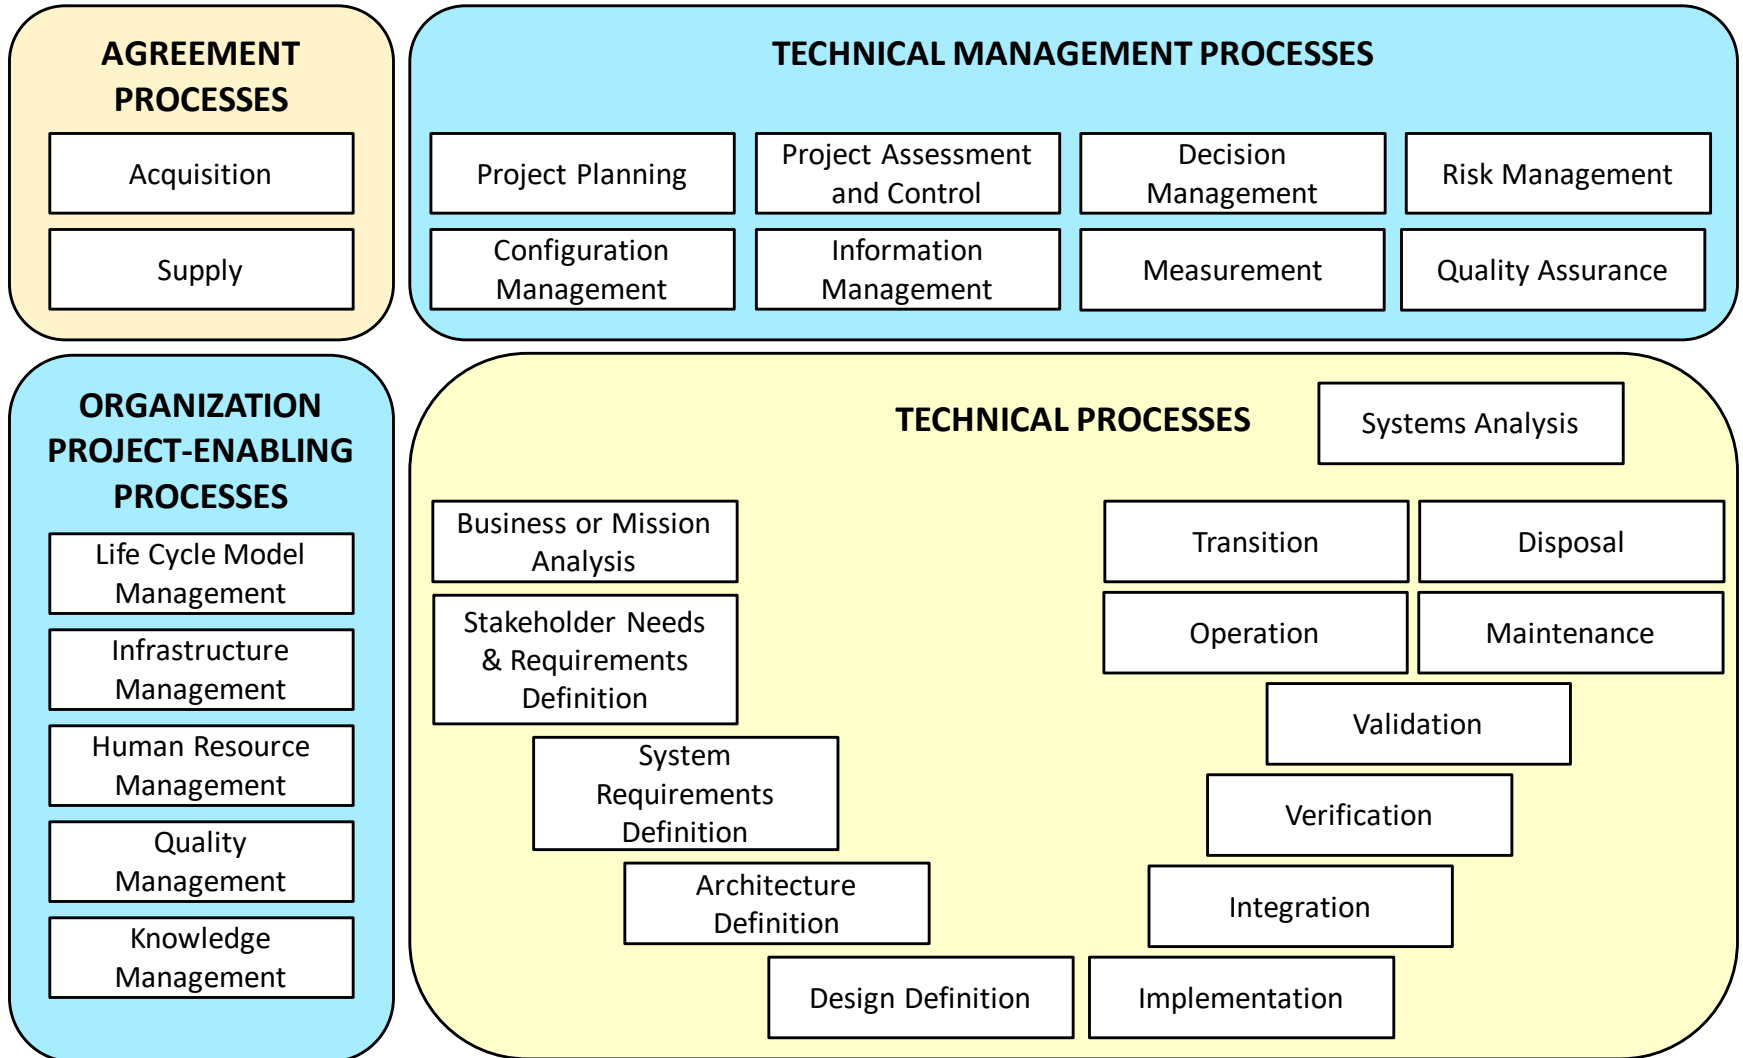 AGREEMENT
PROCESSES
Acquisition
Supply
TECHNICAL MANAGEMENT PROCESSES
Project Planning
Project Assessment
and Control
Decision
Management
Risk Management
Configuration
Management
Information
Management
Measurement
Quality Assurance
ORGANIZATION
PROJECT-ENABLING
PROCESSES
Life Cycle Model
Management
Infrastructure
Management
Human Resource
Management
Quality
Management
Knowledge
Management
TECHNICAL PROCESSES
Systems Analysis
Business or Mission
Analysis
Stakeholder Needs
& Requirements
Definition
System
Requirements
Definition
Architecture
Definition
Design Definition
Implementation
Integration
Verification
Validation
Operation
Maintenance
Transition
Disposal